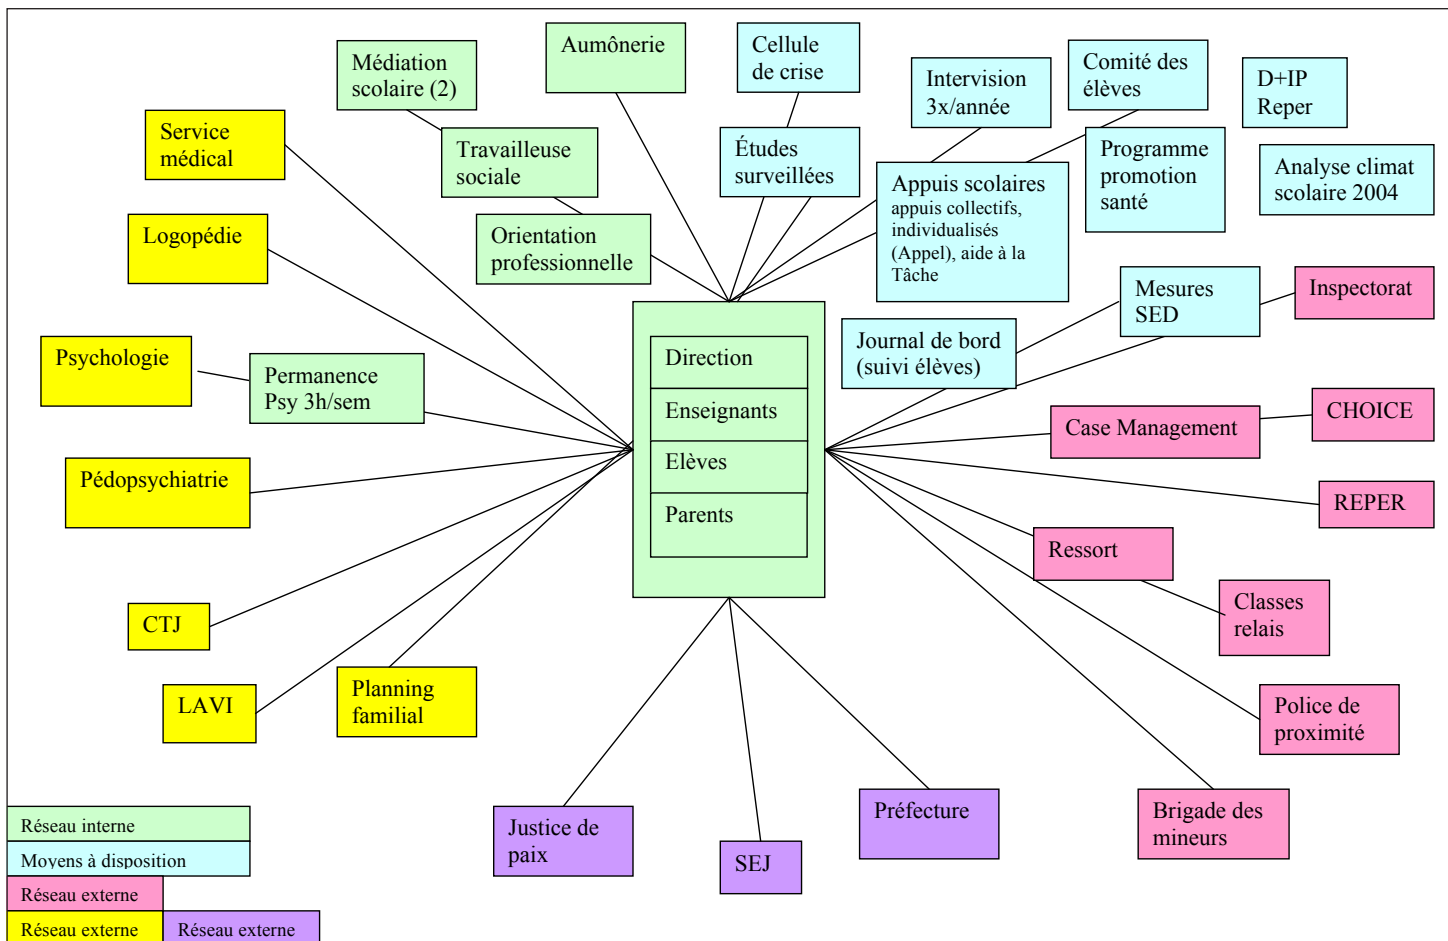 Aumônerie
Cellule
de crise
Médiation
scolaire (2)
Intervision
3x/année
Comité des
élèves
D+IP
Reper
Service
médical
Travailleuse
sociale
Études
surveillées
Programme
promotion
santé
Analyse climat
scolaire 2004
Appuis scolaires
appuis collectifs,
individualisés
(Appel), aide à la
Tâche
Logopédie
Orientation
professionnelle
Mesures
SED
Inspectorat
Journal de bord
(suivi élèves)
Psychologie
Permanence
Psy 3h/sem
Direction
Enseignants
Elèves
Parents
Case Management
CHOICE
Pédopsychiatrie
REPER
Ressort
Classes
relais
CTJ
LAVI
Planning
familial
Police de
proximité
Justice de
paix
SEJ
Préfecture
Brigade des
mineurs
Réseau interne
Moyens à disposition
Réseau externe
Réseau externe
Réseau externe